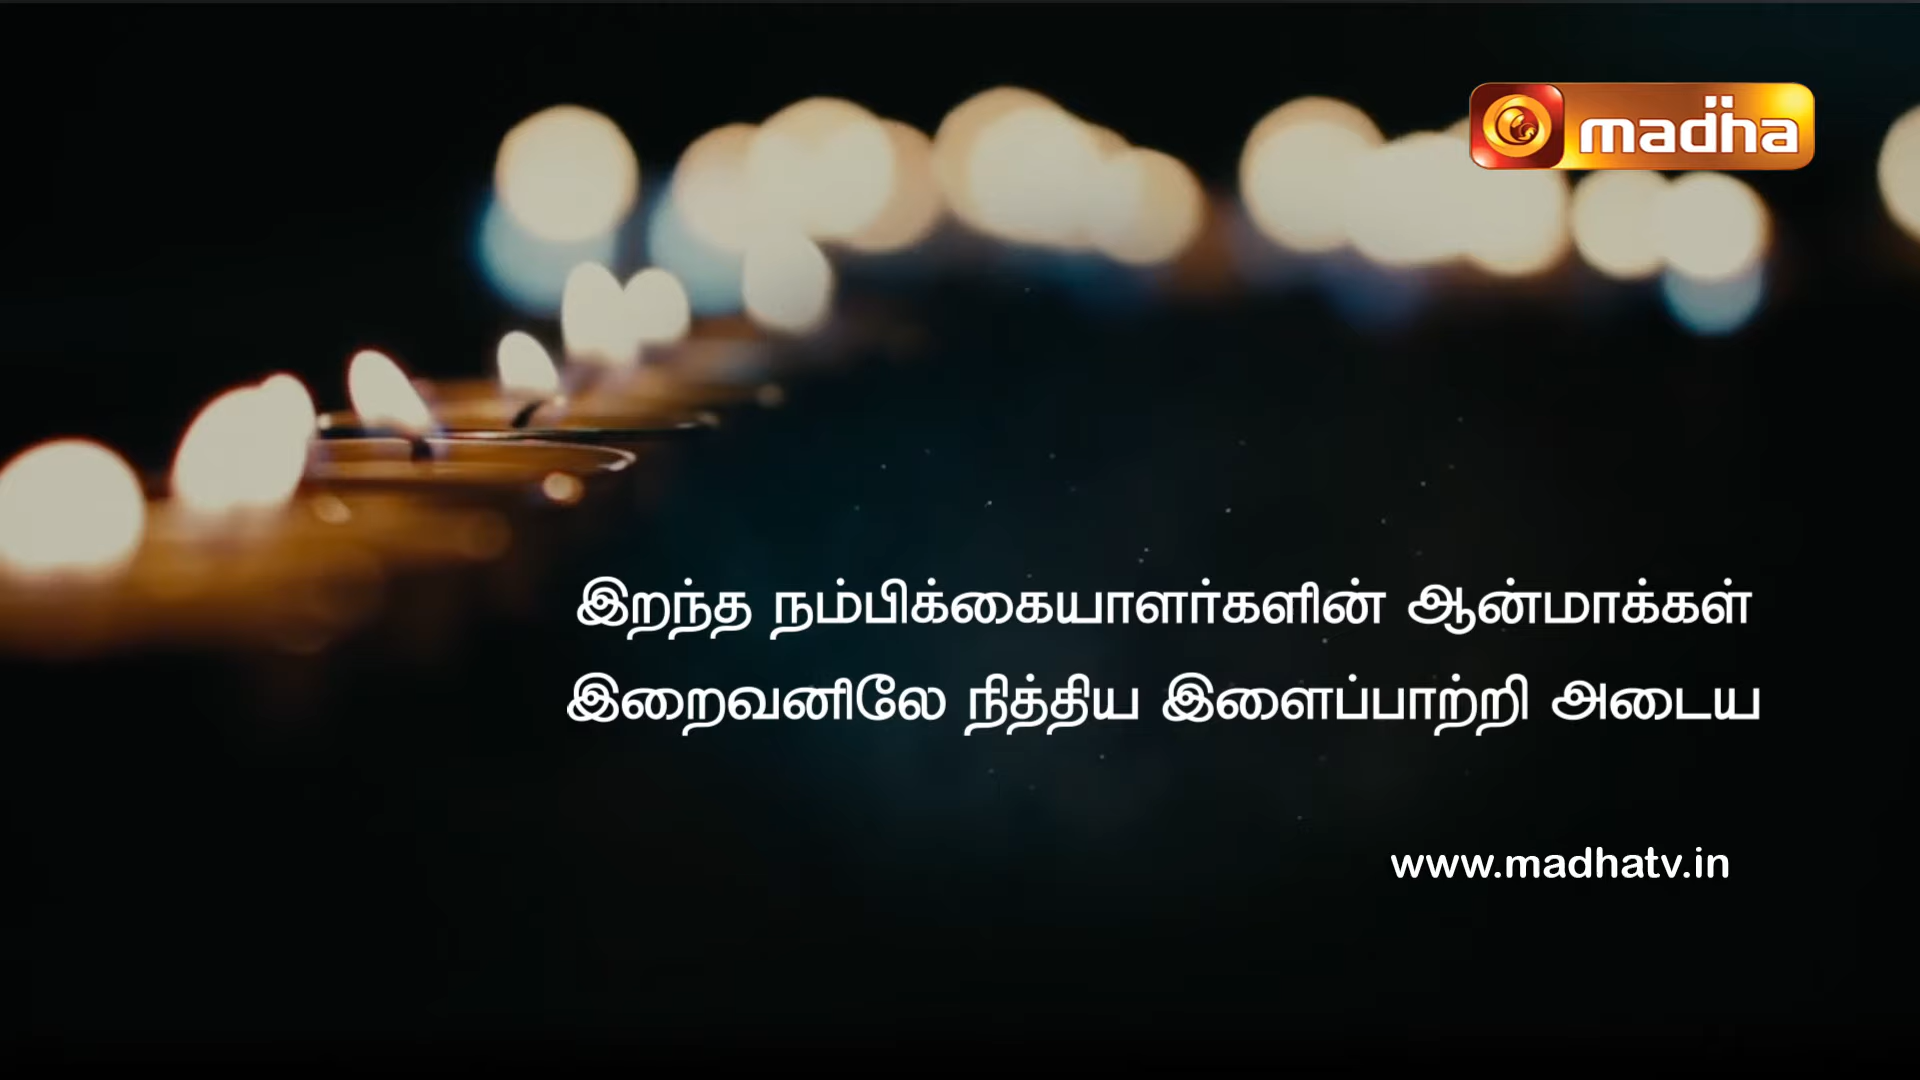 madha
இறந்த நம்பிக்கையாளர்களின் ஆன்மாக்கள்
இறைவனிலே நித்திய இளைப்பாற்றி அடைய
www.madhatv.in